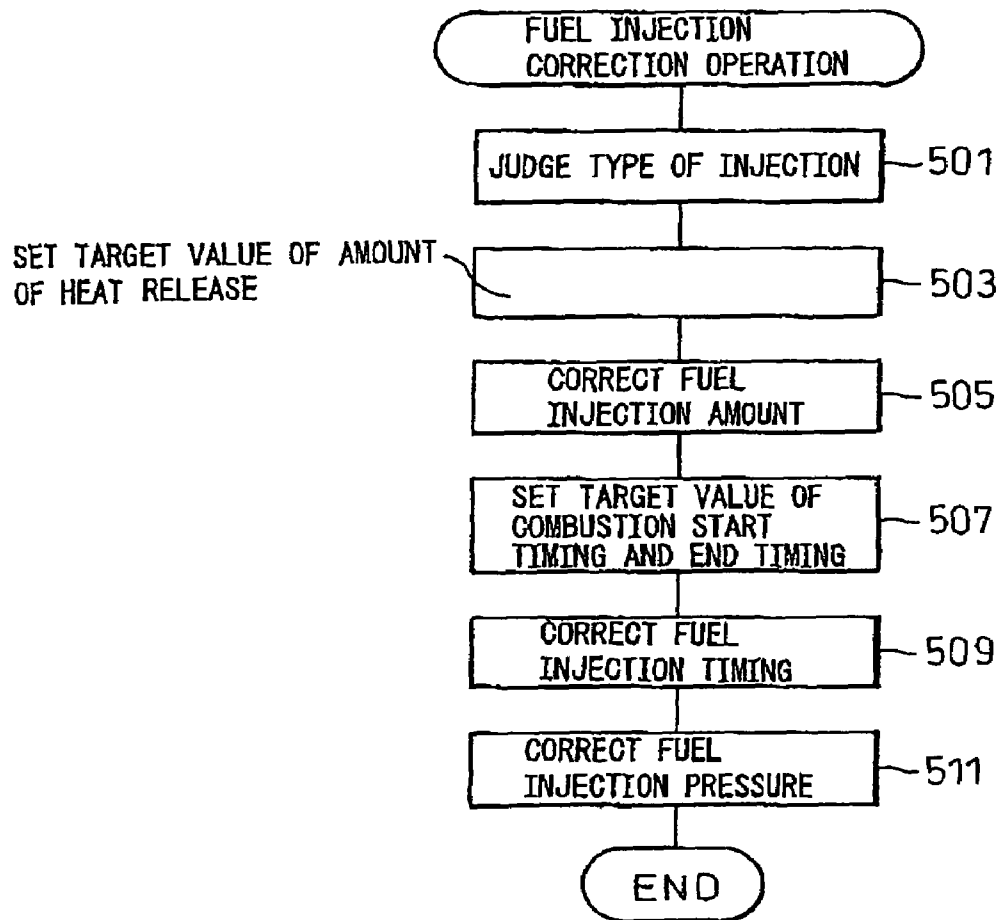 FUEL INJECTION
CORRECTION OPERATION
JUDGE TYPE OF INJECTION
501
SET TARGET VALUE OF AMOUNT
OF HEAT RELEASE
503
CORRECT FUEL
INJECTION AMOUNT
505
SET TARGET VALUE OF
COMBUSTION START
TIMING AND END TIMING
507
CORRECT FUEL
INJECTION TIMING
509
CORRECT FUEL
INJECTION PRESSURE
511
END